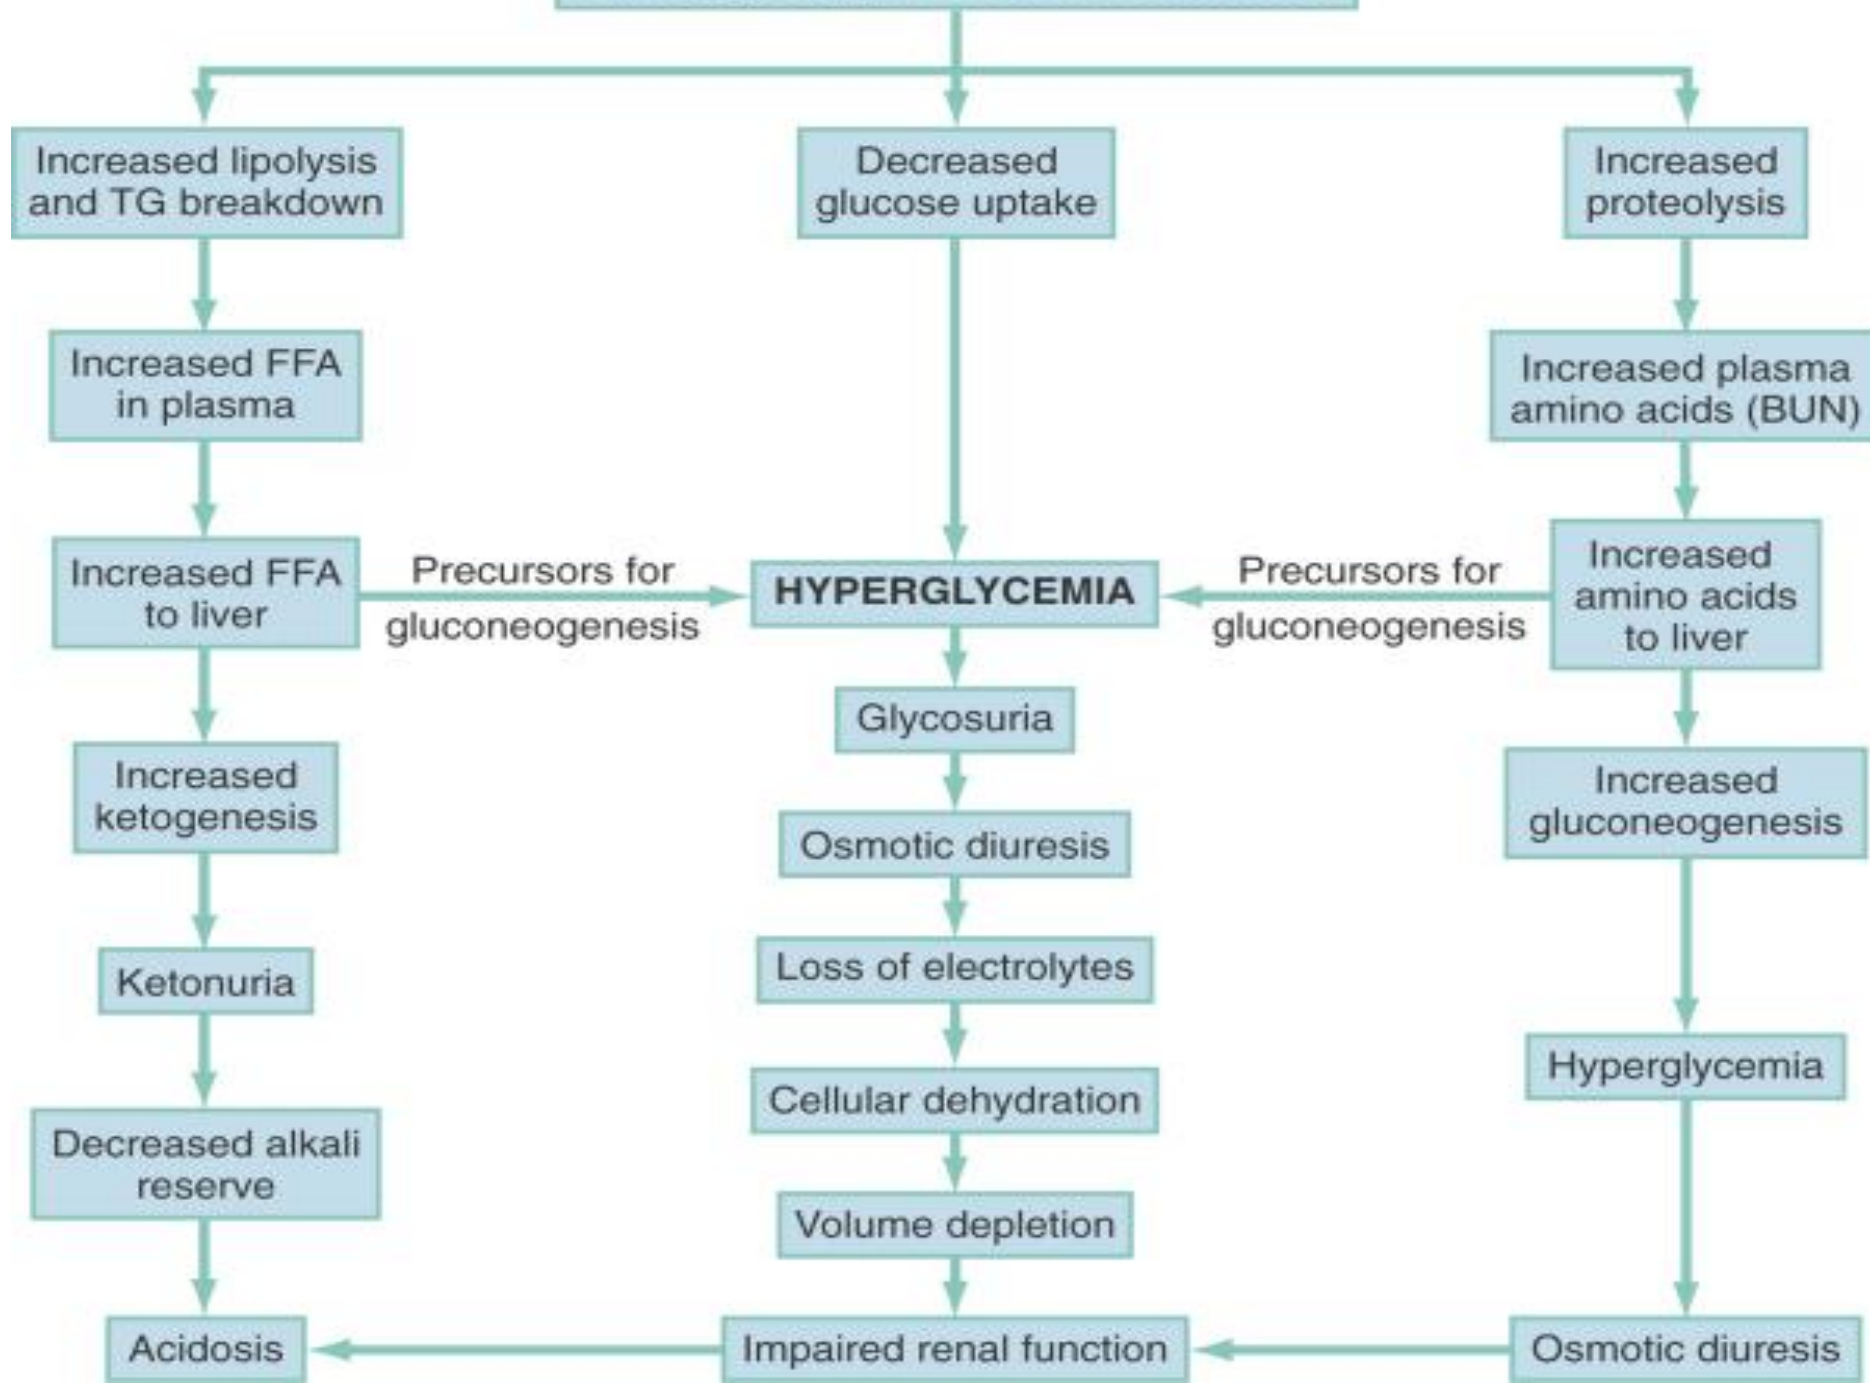 Increased lipolysis
and TG breakdown
Decreased
glucose uptake
Increased
proteolysis
Increased FFA
in plasma
Increased plasma
amino acids (BUN)
Increased FFA
to liver
Precursors for
gluconeogenesis
HYPERGLYCEMIA
Precursors for
gluconeogenesis
Increased
amino acids
to liver
Glycosuria
Increased
ketogenesis
Increased
gluconeogenesis
Osmotic diuresis
Loss of electrolytes
Ketonuria
Hyperglycemia
Cellular dehydration
Decreased alkali
reserve
Volume depletion
Acidosis
Impaired renal function
Osmotic diuresis